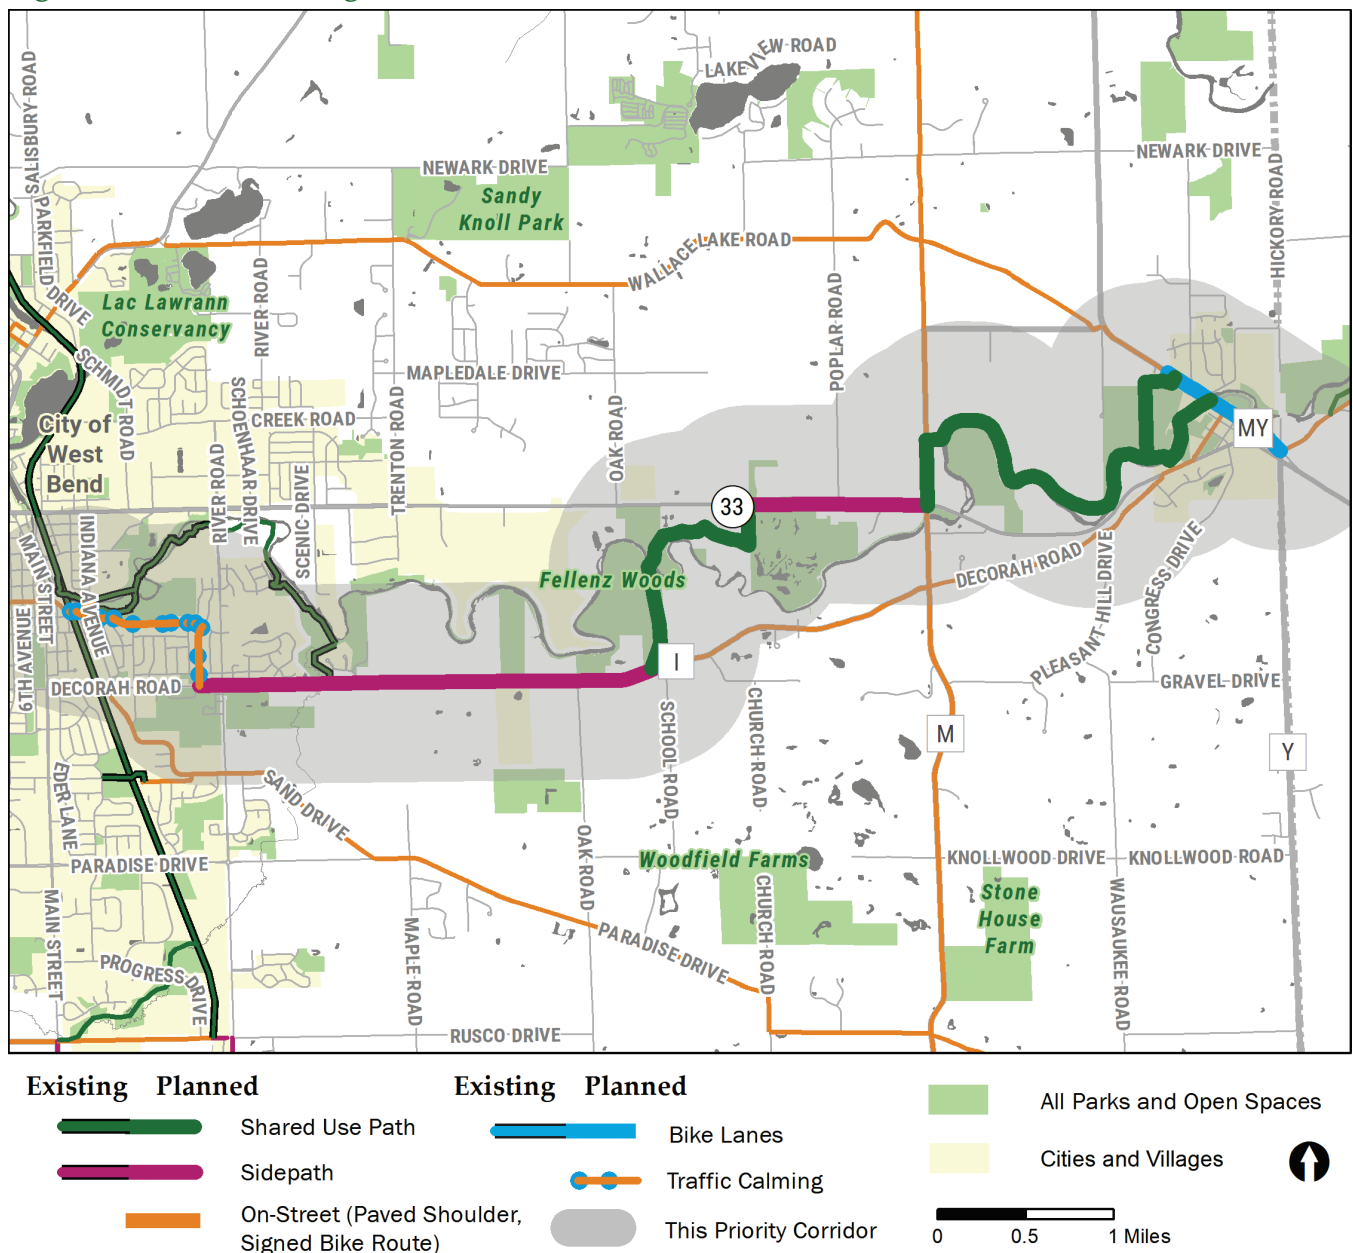 LAKE VIEW ROAD
SALISBURY ROAD
NEWARK DRIVE
NEWARK DRIVE
Sandy
Knoll Park
PARKFIELD DRIVE
HICKORY ROAD
WALLACE LAKE ROAD
Lac Lawrann
Conservancy
RIVER ROAD
POPLAR ROAD
SCHMIDT ROAD
MAPLEDALE DRIVE
SCHOENHAAR DRIVE
CREEK ROAD
TRENTON ROAD
OAK ROAD
City of
West
Bend
MY
RIVER ROAD
SCENIC DRIVE
33
MAIN STREET
INDIANA AVENUE
Fellenz Woods
DECORAH ROAD
PLEASANT HILL DRIVE
CONGRESS DRIVE
6TH AVENUE
I
DECORAH ROAD
GRAVEL DRIVE
SCHOOL ROAD
CHURCH ROAD
M
Y
EDER LANE
SAND DRIVE
OAK ROAD
PARADISE DRIVE
Woodfield Farms
KNOLLWOOD DRIVE
KNOLLWOOD ROAD
MAIN STREET
MAPLE ROAD
CHURCH ROAD
Stone
House
Farm
WAUSAUKEE ROAD
PARADISE DRIVE
PROGRESS DRIVE
RUSCO DRIVE
Existing Planned
Shared Use Path
Sidepath
On-Street (Paved Shoulder,
Signed Bike Route)
Existing Planned
Bike Lanes
Traffic Calming
This Priority Corridor
All Parks and Open Spaces
Cities and Villages
0 0.5 1 Miles